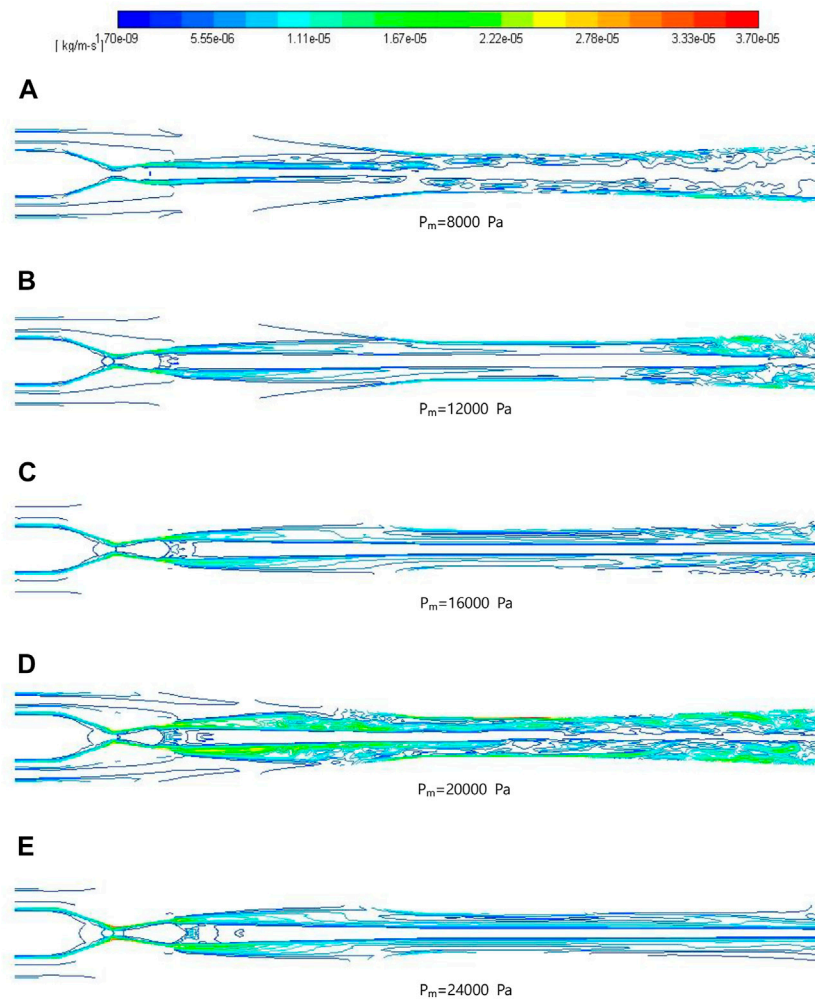 [ kg/m-s ] 1.70e-09 5.55e-06 1.11e-05 1.67e-05 2.22e-05 2.78e-05 3.33e-05 3.70e-05
A
Pm=8000 Pa
B
Pm=12000 Pa
C
Pm=16000 Pa
D
Pm=20000 Pa
E
Pm=24000 Pa